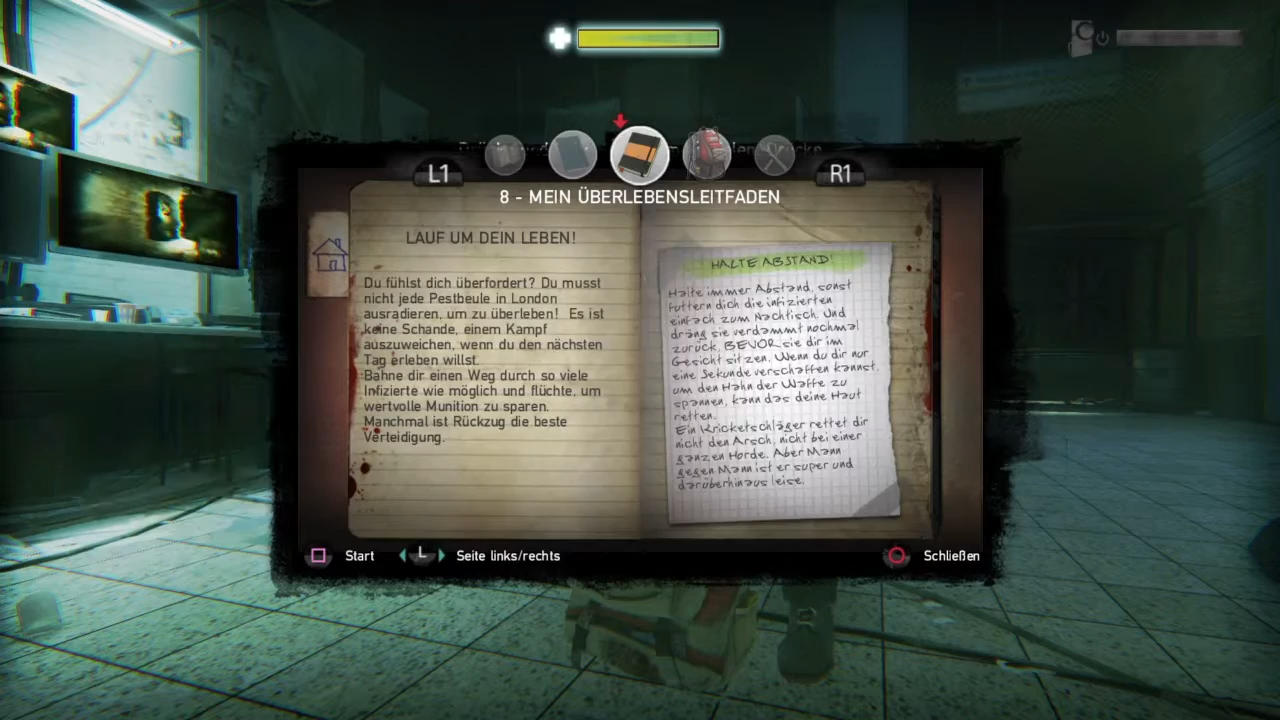 L1
R1
8 - MEIN ÜBERLEBENSLEITFADEN
LAUF UM DEIN LEBEN!
Du fühlst dich überfordert? Du musst
nicht jede Pestbeule in London
ausradieren, um zu überleben!  Es ist
keine Schande, einem Kampf
auszuweichen, wenn du den nächsten
Tag erleben willst.
Bahne dir einen Weg durch so viele
Infizierte wie möglich und flüchte, um
wertvolle Munition zu sparen.
Manchmal ist Rückzug die beste
Verteidigung.
HALTE ABSTAND!
Halte immer Abstand, sonst
futtern dich die infizierten
einfach zum Nachtisch. Und
dräng sie verdammt nochmal
zurück, BEVOR sie dir im
Gesicht sitzen. Wenn du dir nur
eine Sekunde verschaffen kannst,
um den Hahn der Waffe zu
spannen, kann das deine Haut
retten.
Ein Kricketschläger rettet dir
nicht den Arsch, nicht bei einer
ganzen Horde. Aber Mann
gegen Mann ist er super und
darüberhinaus leise.
Start
L
Seite links/rechts
Schließen